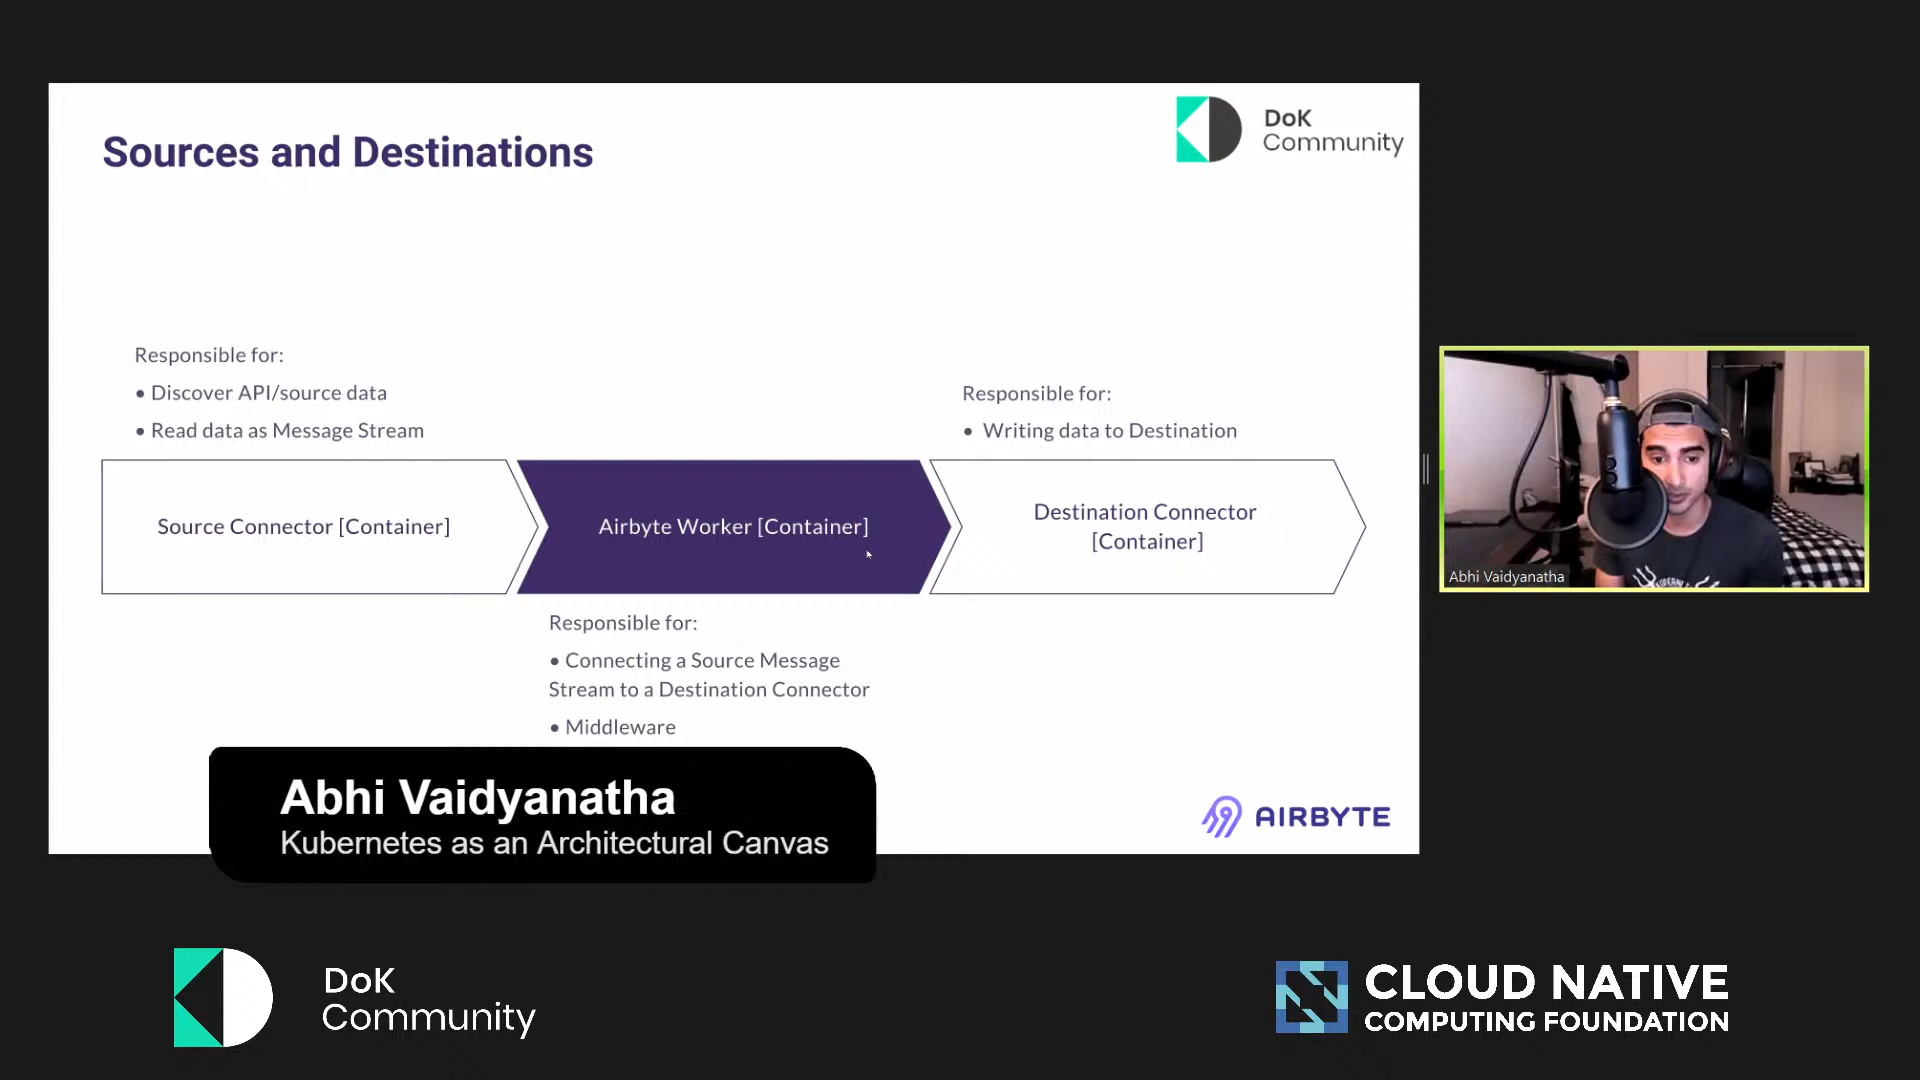 Sources and Destinations
DoK
Community
Responsible for:
• Discover API/source data
• Read data as Message Stream
Responsible for:
• Writing data to Destination
Source Connector [Container]
Airbyte Worker [Container]
Destination Connector
[Container]
Responsible for:
• Connecting a Source Message
Stream to a Destination Connector
• Middleware
Abhi Vaidyanatha
Abhi Vaidyanatha
Kubernetes as an Architectural Canvas
AIRBYTE
DoK
Community
CLOUD NATIVE
COMPUTING FOUNDATION